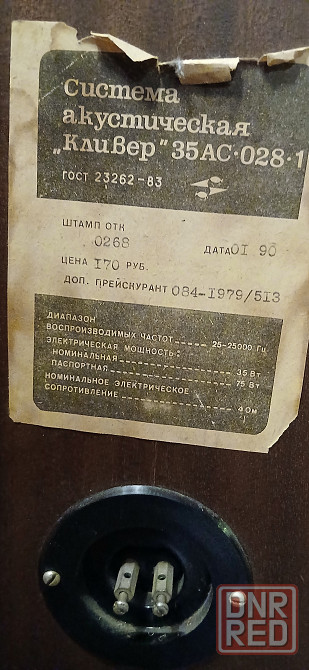 Система
акустическая
„Кливер" 35АС-028-1
ГОСТ 23262-83
ШТАМП ОТК 0268
ДАТА 01 90
ЦЕНА 170 РУБ.
ДОП. ПРЕЙСКУРАНТ 084-1979/513
ДИАПАЗОН
ВОСПРОИЗВОДИМЫХ ЧАСТОТ 25-25000 Гц
ЭЛЕКТРИЧЕСКАЯ МОЩНОСТЬ:
НОМИНАЛЬНАЯ 35 Вт
ПАСПОРТНАЯ 75 Вт
НОМИНАЛЬНОЕ ЭЛЕКТРИЧЕСКОЕ
СОПРОТИВЛЕНИЕ 4 Ом
DNR
RED